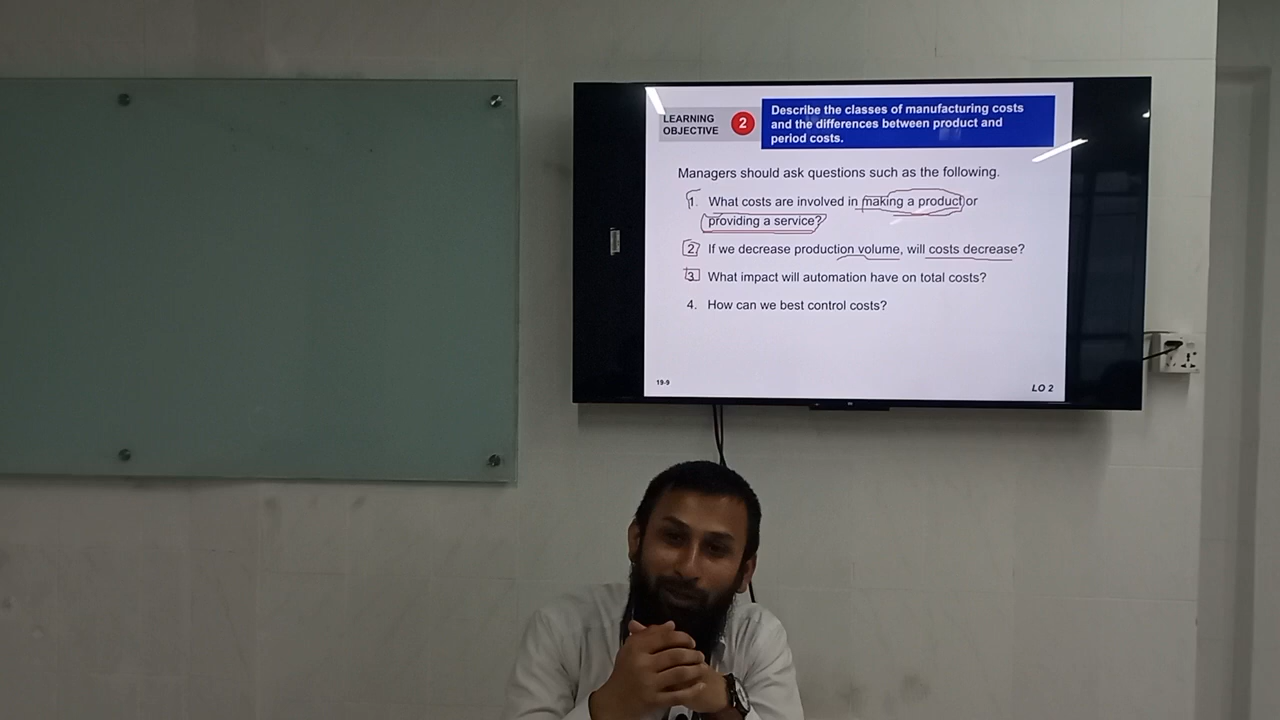 LEARNING
OBJECTIVE
2
Describe the classes of manufacturing costs
and the differences between product and
period costs.
Managers should ask questions such as the following.
1. What costs are involved in making a product or
providing a service?
2. If we decrease production volume, will costs decrease?
3. What impact will automation have on total costs?
4. How can we best control costs?
19-9
LO 2